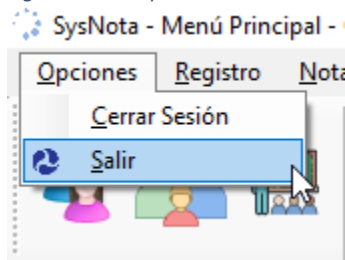 SysNota - Menú Principal -
Opciones Registro Nota
Cerrar Sesión
Salir